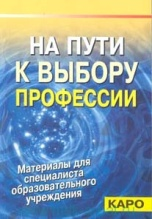 НА ПУТИ
К ВЫБОРУ
ПРОФЕССИИ
Материалы для
специалиста
образовательного
учреждения
КАРО